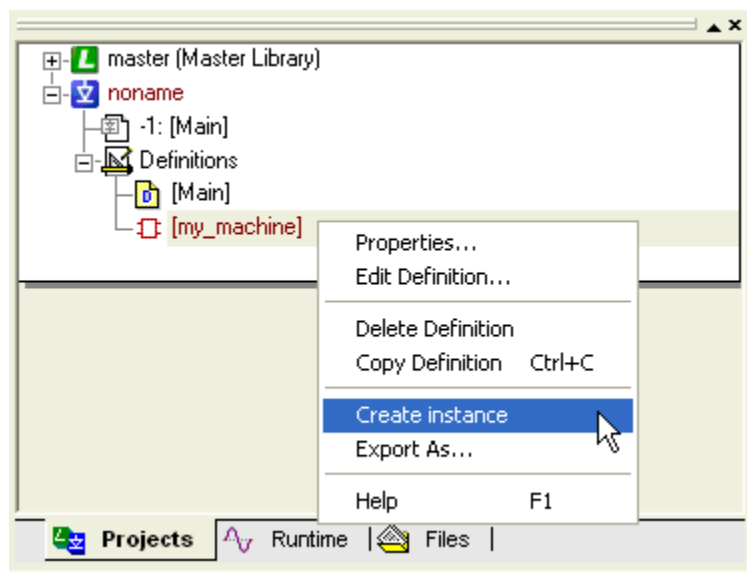 master (Master Library)
noname
-1: [Main]
Definitions
[Main]
[my_machine]
Properties...
Edit Definition...
Delete Definition
Copy Definition Ctrl+C
Create instance
Export As...
Help F1
Projects Runtime Files